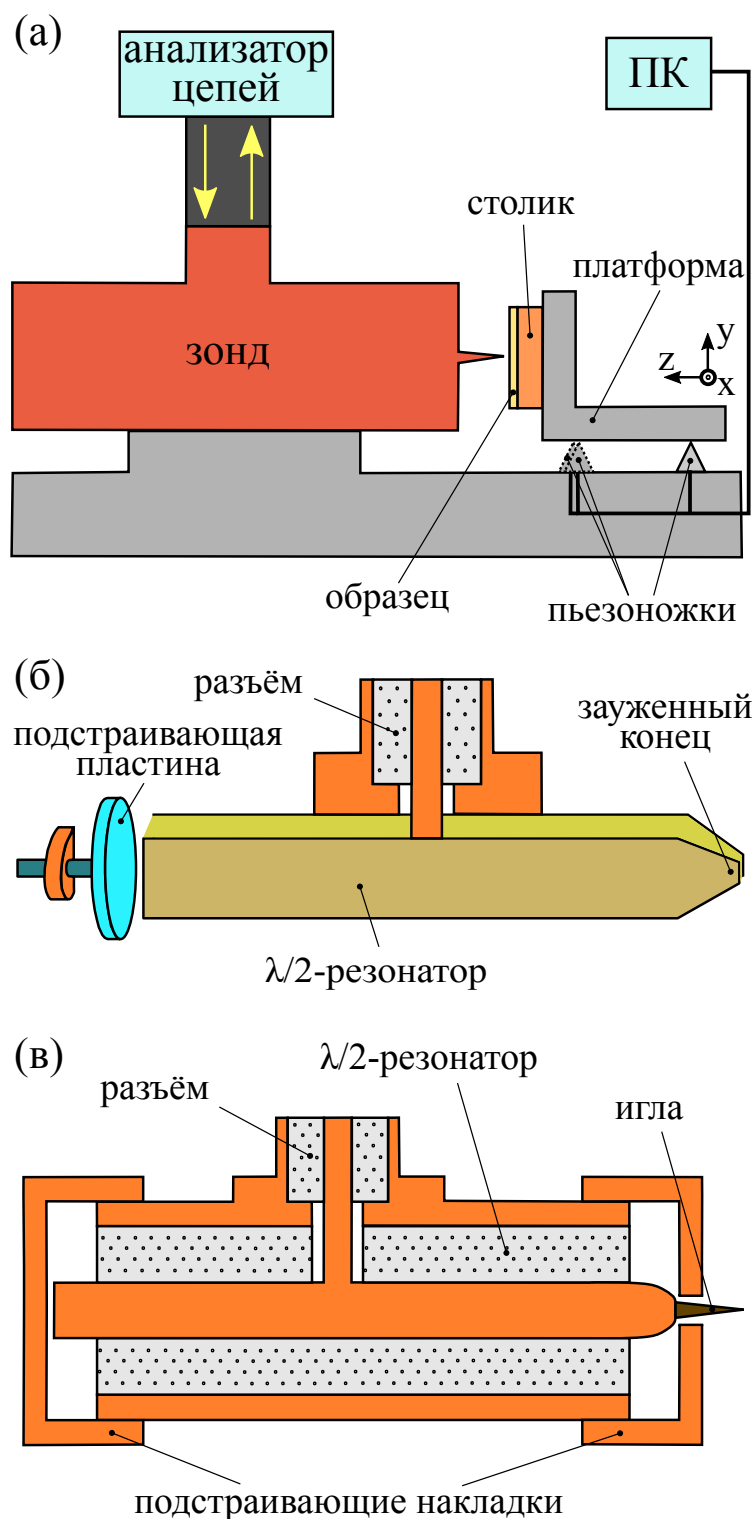 (а)
анализатор
цепей
ПК
столик
платформа
зонд
y
z
x
образец
пьезоножки
(б)
разъём
зауженный
конец
подстраивающая
пластина
λ/2-резонатор
(в)
λ/2-резонатор
разъём
игла
подстраивающие накладки